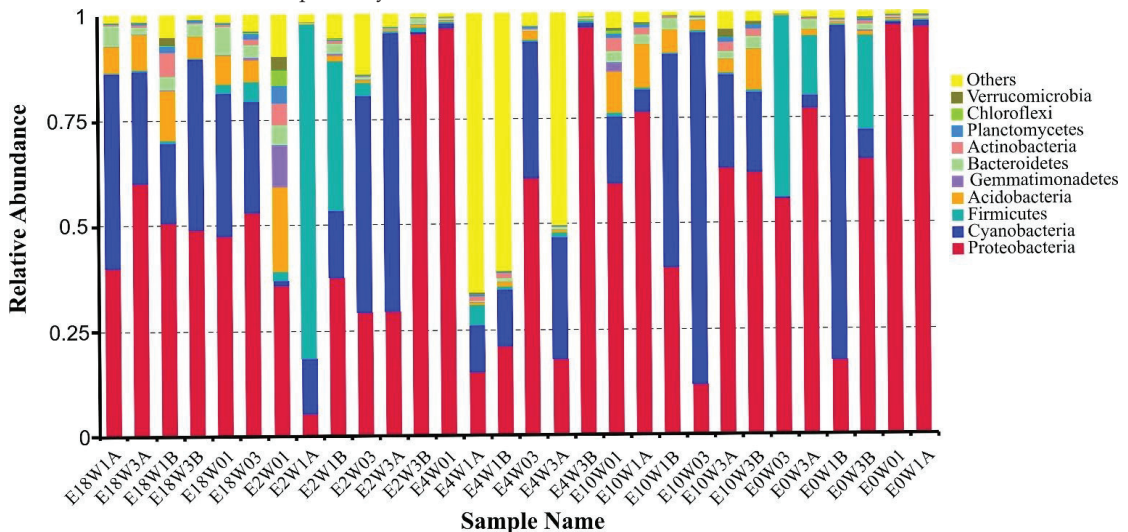 1
0.75
0.5
0.25
0
Relative Abundance
Others
Verrucomicrobia
Chloroflexi
Planctomycetes
Actinobacteria
Bacteroidetes
Gemmatimonadetes
Acidobacteria
Firmicutes
Cyanobacteria
Proteobacteria
E18W1A
E18W3A
E18W1B
E18W3B
E18W01
E18W03
E2W01
E2W1A
E2W1B
E2W03
E2W3A
E2W3B
E4W01
E4W1A
E4W1B
E4W03
E4W3A
E4W3B
E10W01
E10W1A
E10W1B
E10W03
E10W3A
E10W3B
E0W03
E0W3A
E0W1B
E0W3B
E0W01
E0W1A
Sample Name